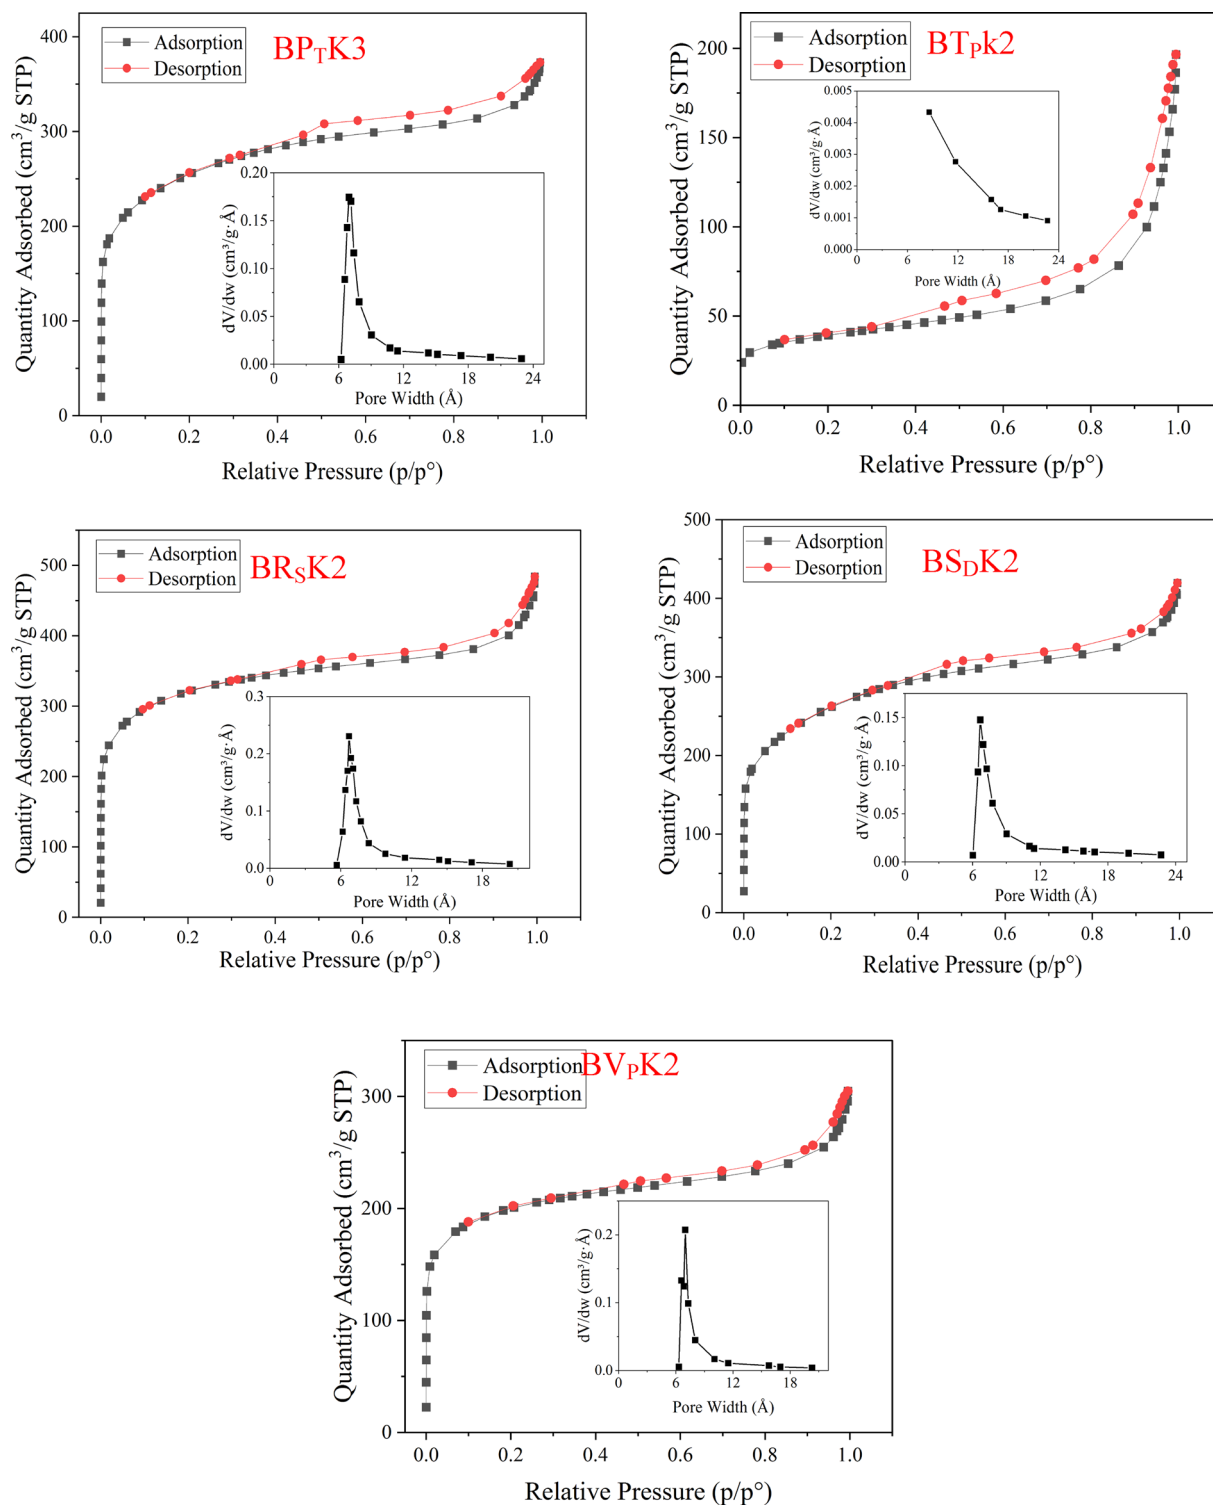 BP_TK3
Adsorption
Desorption
Quantity Adsorbed (cm³/g STP)
400
300
200
100
0
0.0 0.2 0.4 0.6 0.8 1.0
Relative Pressure (p/p°)
dV/dw (cm³/g·Å)
0.20
0.15
0.10
0.05
0.00
0 6 12 18 24
Pore Width (Å)
BT_Pk2
Adsorption
Desorption
Quantity Adsorbed (cm³/g STP)
200
150
100
50
0
0.0 0.2 0.4 0.6 0.8 1.0
Relative Pressure (p/p°)
dV/dw (cm³/g·Å)
0.005
0.004
0.003
0.002
0.001
0.000
0 6 12 18 24
Pore Width (Å)
BR_SK2
Adsorption
Desorption
Quantity Adsorbed (cm³/g STP)
500
400
300
200
100
0
0.0 0.2 0.4 0.6 0.8 1.0
Relative Pressure (p/p°)
dV/dw (cm³/g·Å)
0.3
0.2
0.1
0.0
0 6 12 18
Pore Width (Å)
BS_DK2
Adsorption
Desorption
Quantity Adsorbed (cm³/g STP)
500
400
300
200
100
0
0.0 0.2 0.4 0.6 0.8 1.0
Relative Pressure (p/p°)
dV/dw (cm³/g·Å)
0.15
0.10
0.05
0.00
0 6 12 18 24
Pore Width (Å)
BV_PK2
Adsorption
Desorption
Quantity Adsorbed (cm³/g STP)
300
200
100
0
0.0 0.2 0.4 0.6 0.8 1.0
Relative Pressure (p/p°)
dV/dw (cm³/g·Å)
0.2
0.1
0.0
0 6 12 18
Pore Width (Å)